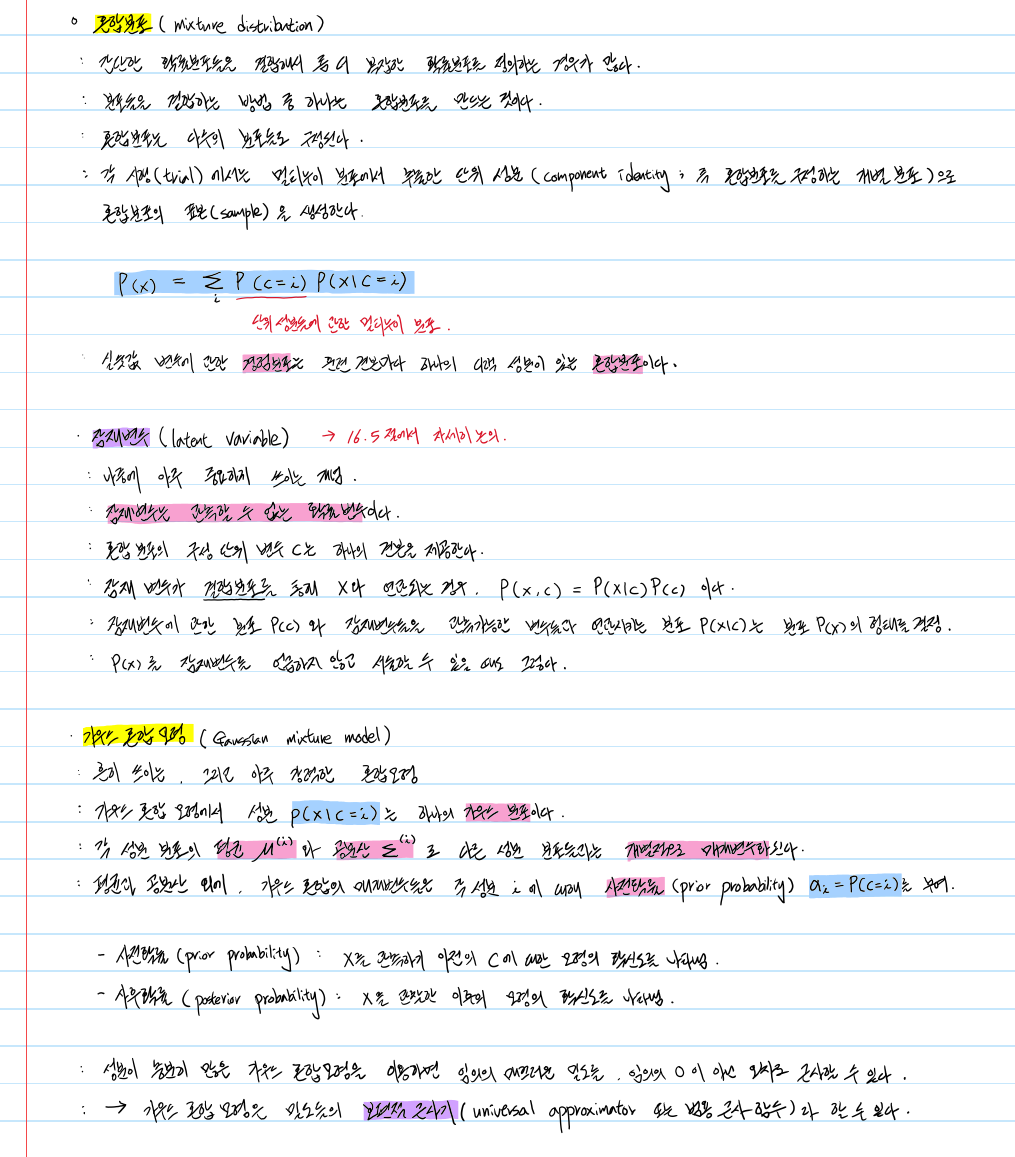 혼합분포 (mixture distribution)
: 간단한 확률분포들을 결합해서 좀 더 복잡한 확률분포를 정의하는 경우가 많다.
: 분포들을 결합하는 방법 중 하나는 혼합분포를 만드는 것이다.
: 혼합분포는 다수의 분포들로 구성된다.
: 각 시행(trial)에서는 멀티누이 분포에서 추출한 단위 성분 (component identity; 즉 혼합분포를 구성하는 개별 분포)으로
혼합분포의 표본(sample)을 생성한다.
P(x) = Σ_i P(c=i) P(x|c=i)
단위 성분들에 관한 멀티누이 분포.
실숫값 변수에 관한 경험분포는 훈련 견본마다 하나의 디랙 성분이 있는 혼합분포이다.
· 잠재변수 (latent variable) → 16.5절에서 자세히 논의.
: 나중에 아주 중요하게 쓰이는 개념.
: 잠재변수는 관측할 수 없는 확률변수이다.
: 혼합 분포의 구성 단위 변수 c는 하나의 견본을 제공한다.
: 잠재 변수가 결합분포를 통해 x와 연관되는 경우, P(x,c) = P(x|c)P(c) 이다.
: 잠재변수에 관한 분포 P(c)와 잠재변수들을 관측가능한 변수들과 연관시키는 분포 P(x|c)는 분포 P(x)의 형태를 결정.
: P(x)를 잠재변수를 언급하지 않고 서술할 수 있을 때도 그렇다.
· 가우스 혼합 모형 (Gaussian mixture model)
: 흔히 쓰이는, 그리고 아주 강력한 혼합모형
: 가우스 혼합 모형에서 성분 p(x|c=i)는 하나의 가우스 분포이다.
: 각 성분 분포의 평균 μ^(i)와 공분산 Σ^(i)로 다른 성분 분포들과는 개별적으로 매개변수화된다.
: 평균과 공분산 외에, 가우스 혼합의 매개변수들은 각 성분 i에 대해 사전확률 (prior probability) α_i = P(c=i)를 부여.
- 사전확률 (prior probability) : x를 관측하기 이전의 c에 대한 모형의 확신도를 나타냄.
- 사후확률 (posterior probability) : x를 관찰한 이후의 모형의 확신도를 나타냄.
: 성분이 충분히 많은 가우스 혼합모형을 이용하면 임의의 매끄러운 밀도를, 임의의 0이 아닌 오차로 근사할 수 있다.
: → 가우스 혼합 모형은 밀도들의 보편적 근사기 (universal approximator 또는 범용 근사함수)라 할 수 있다.